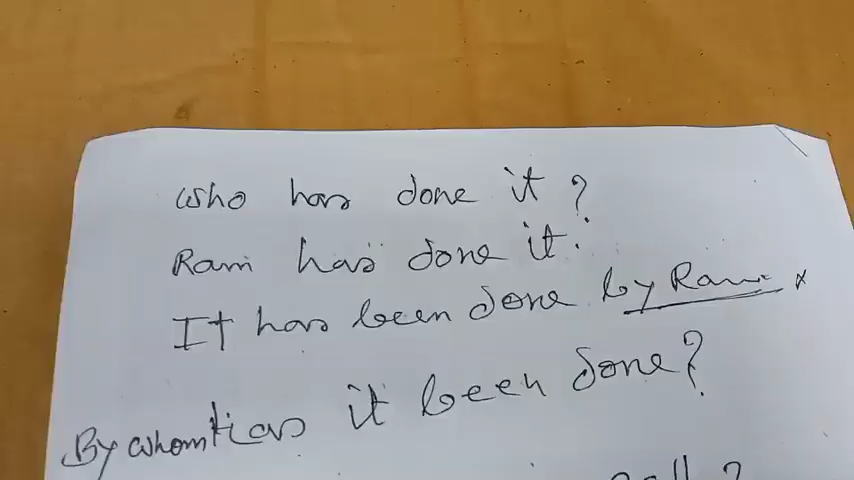 Who has done it?
Ram has done it.
It has been done by Ram. x
By whom has it been done?
?